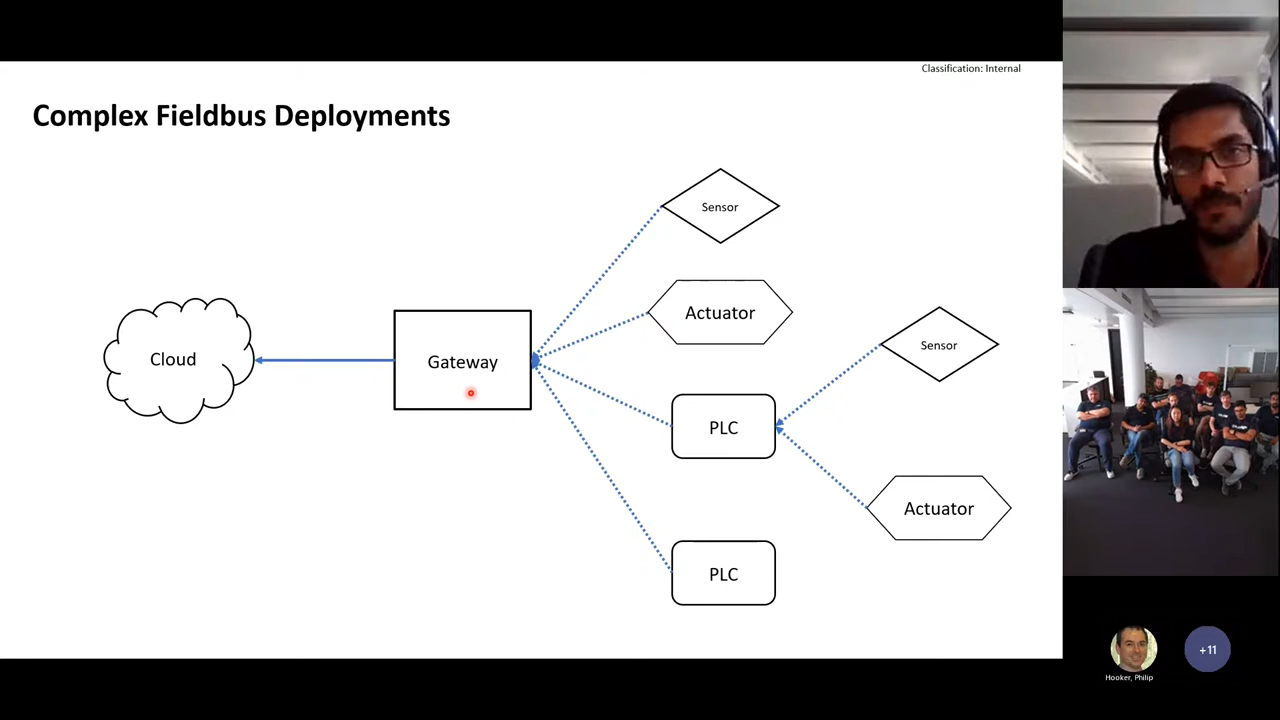 Classification: Internal
Complex Fieldbus Deployments
Sensor
Actuator
Cloud
Gateway
Sensor
PLC
Actuator
PLC
+11
Hooker, Philip